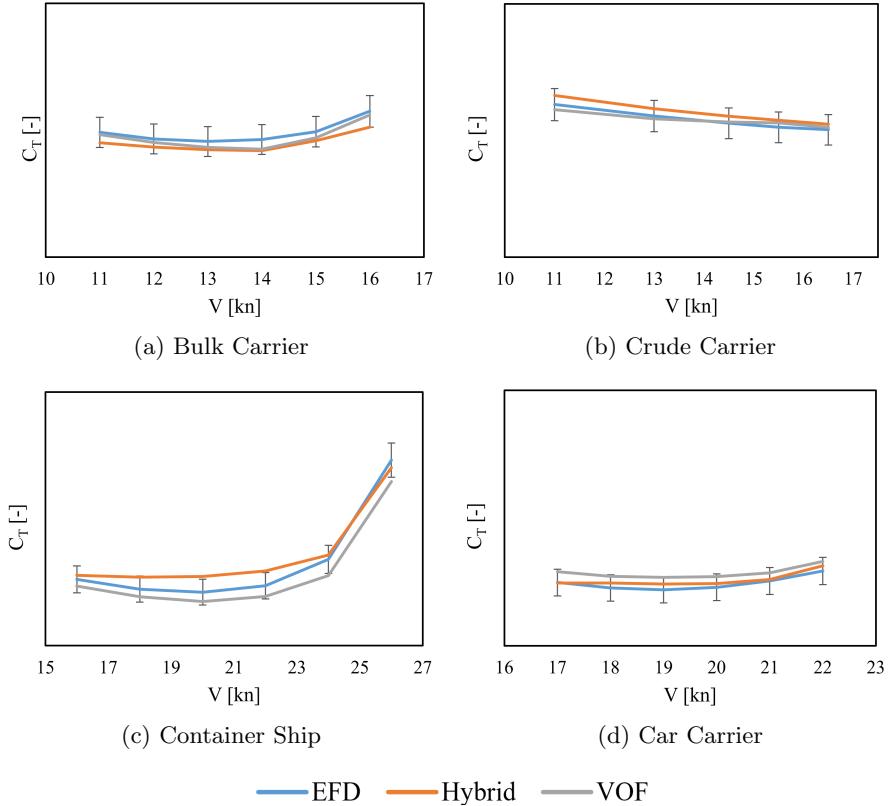 C_T [-]
10 11 12 13 14 15 16 17
V [kn]
(a) Bulk Carrier
C_T [-]
10 11 12 13 14 15 16 17
V [kn]
(b) Crude Carrier
C_T [-]
15 17 19 21 23 25 27
V [kn]
(c) Container Ship
C_T [-]
16 17 18 19 20 21 22 23
V [kn]
(d) Car Carrier
EFD Hybrid VOF